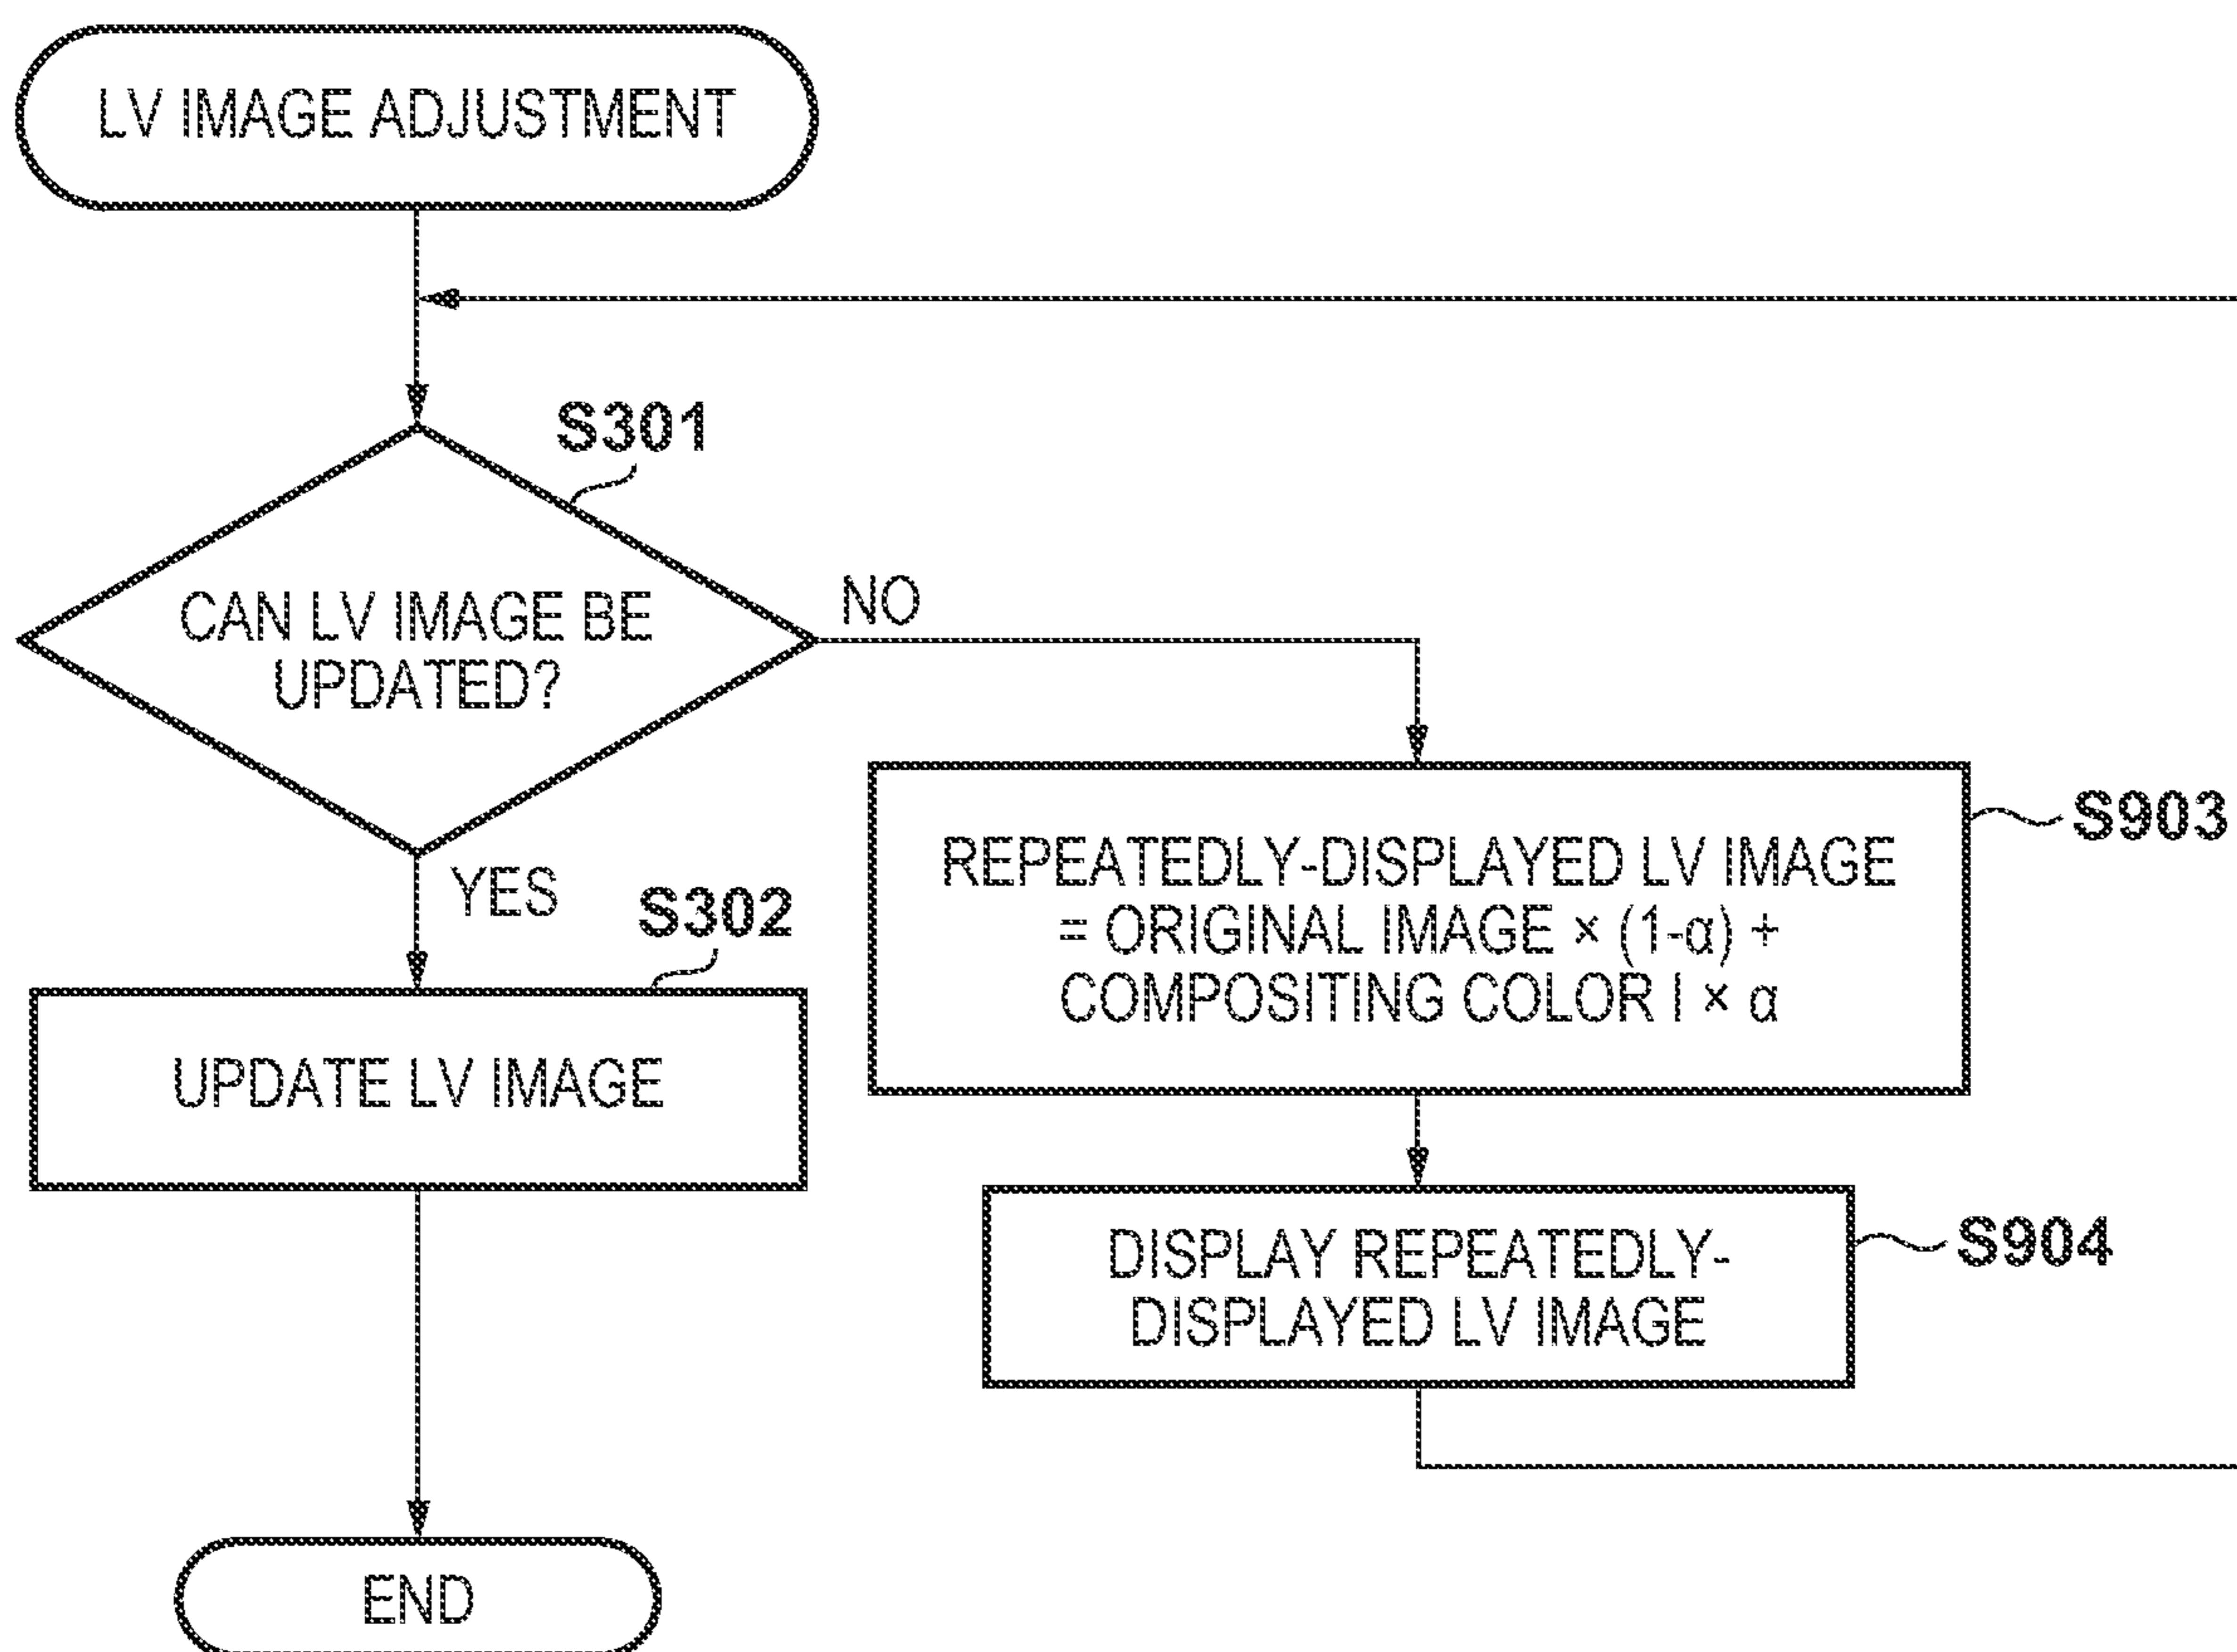 LV IMAGE ADJUSTMENT
S301
CAN LV IMAGE BE
UPDATED?
NO
YES
S302
UPDATE LV IMAGE
S903
REPEATEDLY-DISPLAYED LV IMAGE
= ORIGINAL IMAGE × (1-α) +
COMPOSITING COLOR I × α
S904
DISPLAY REPEATEDLY-
DISPLAYED LV IMAGE
END